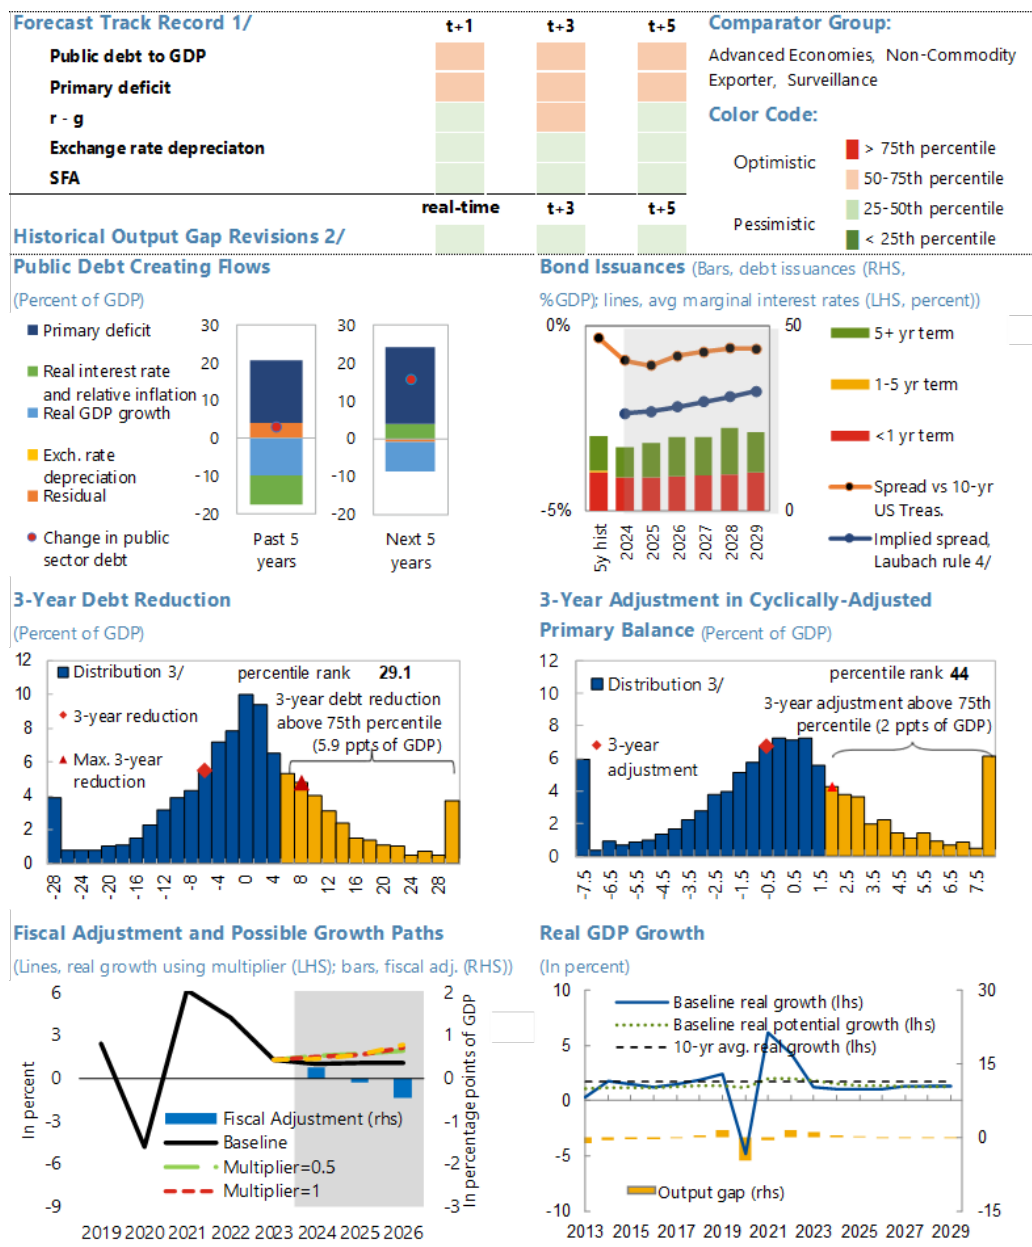 Forecast Track Record 1/ t+1 t+3 t+5
Public debt to GDP
Primary deficit
r - g
Exchange rate depreciaton
SFA
real-time t+3 t+5
Historical Output Gap Revisions 2/
Comparator Group:
Advanced Economies, Non-Commodity
Exporter, Surveillance
Color Code:
Optimistic
> 75th percentile
50-75th percentile
Pessimistic
25-50th percentile
< 25th percentile
Public Debt Creating Flows
(Percent of GDP)
Primary deficit
Real interest rate
and relative inflation
Real GDP growth
Exch. rate
depreciation
Residual
Change in public
sector debt
30
20
10
0
-10
-20
Past 5
years
30
20
10
0
-10
-20
Next 5
years
Bond Issuances (Bars, debt issuances (RHS,
%GDP); lines, avg marginal interest rates (LHS, percent))
0%
-5%
50
0
5y hist 2024 2025 2026 2027 2028 2029
5+ yr term
1-5 yr term
<1 yr term
Spread vs 10-yr
US Treas.
Implied spread,
Laubach rule 4/
3-Year Debt Reduction
(Percent of GDP)
12
10
8
6
4
2
0
Distribution 3/
3-year reduction
Max. 3-year
reduction
percentile rank 29.1
3-year debt reduction
above 75th percentile
(5.9 ppts of GDP)
-28 -24 -20 -16 -12 -8 -4 0 4 8 12 16 20 24 28
3-Year Adjustment in Cyclically-Adjusted
Primary Balance (Percent of GDP)
12
10
8
6
4
2
0
Distribution 3/
3-year
adjustment
percentile rank 44
3-year adjustment above 75th
percentile (2 ppts of GDP)
-7.5 -6.5 -5.5 -4.5 -3.5 -2.5 -1.5 -0.5 0.5 1.5 2.5 3.5 4.5 5.5 6.5 7.5
Fiscal Adjustment and Possible Growth Paths
(Lines, real growth using multiplier (LHS); bars, fiscal adj. (RHS))
In percent
6
3
0
-3
-6
-9
2
1
0
-1
-2
-3
In percentage points of GDP
Fiscal Adjustment (rhs)
Baseline
Multiplier=0.5
Multiplier=1
2019 2020 2021 2022 2023 2024 2025 2026
Real GDP Growth
(In percent)
10
5
0
-5
-10
30
15
0
-15
Baseline real growth (lhs)
Baseline real potential growth (lhs)
10-yr avg. real growth (lhs)
Output gap (rhs)
2013 2015 2017 2019 2021 2023 2025 2027 2029